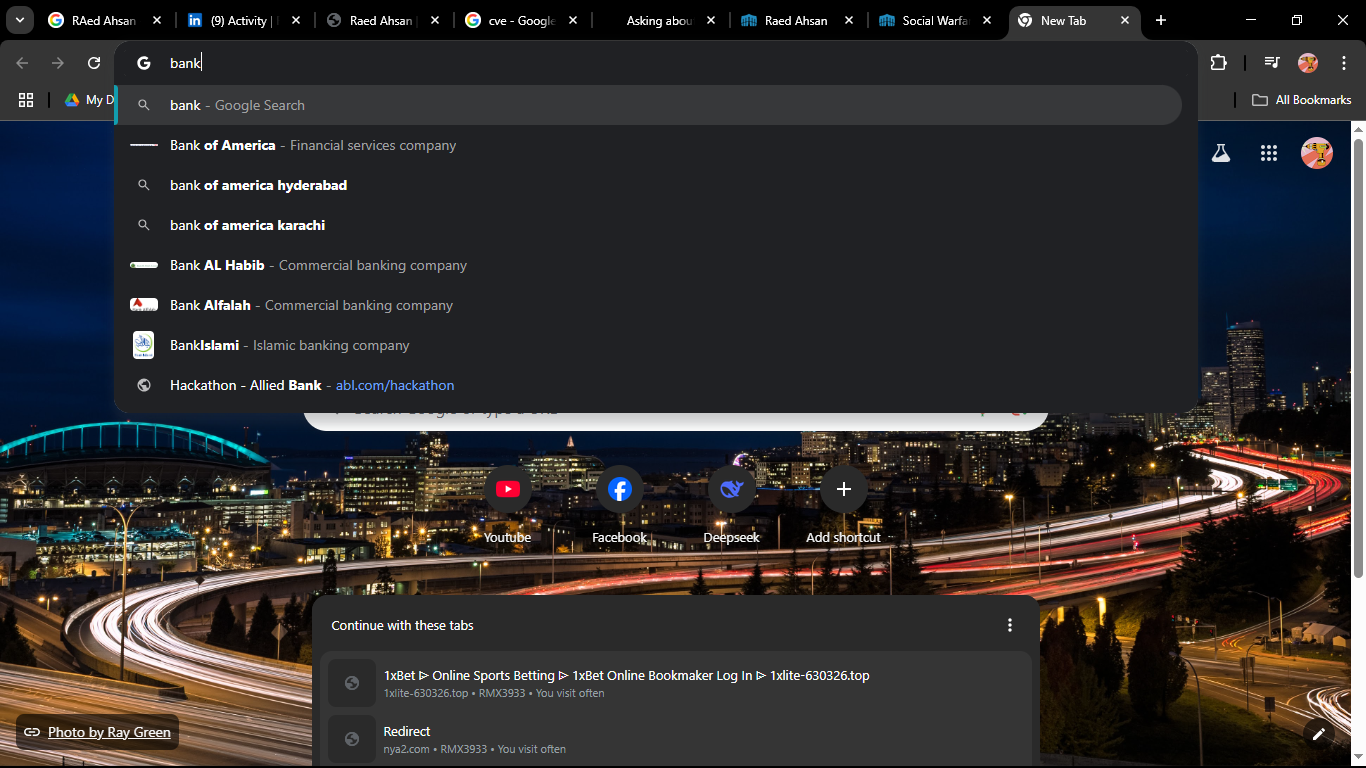 RAed Ahsan
(9) Activity |
Raed Ahsan
cve - Google
Asking abou
Raed Ahsan
Social Warfa
New Tab
bank
My D
All Bookmarks
bank - Google Search
Bank of America - Financial services company
bank of america hyderabad
bank of america karachi
Bank AL Habib - Commercial banking company
Bank Alfalah - Commercial banking company
BankIslami - Islamic banking company
Hackathon - Allied Bank - abl.com/hackathon
Youtube
Facebook
Deepseek
Add shortcut
Continue with these tabs
1xBet ᐉ Online Sports Betting ᐉ 1xBet Online Bookmaker Log In ᐉ 1xlite-630326.top
1xlite-630326.top • RMX3933 • You visit often
Redirect
nya2.com • RMX3933 • You visit often
Photo by Ray Green